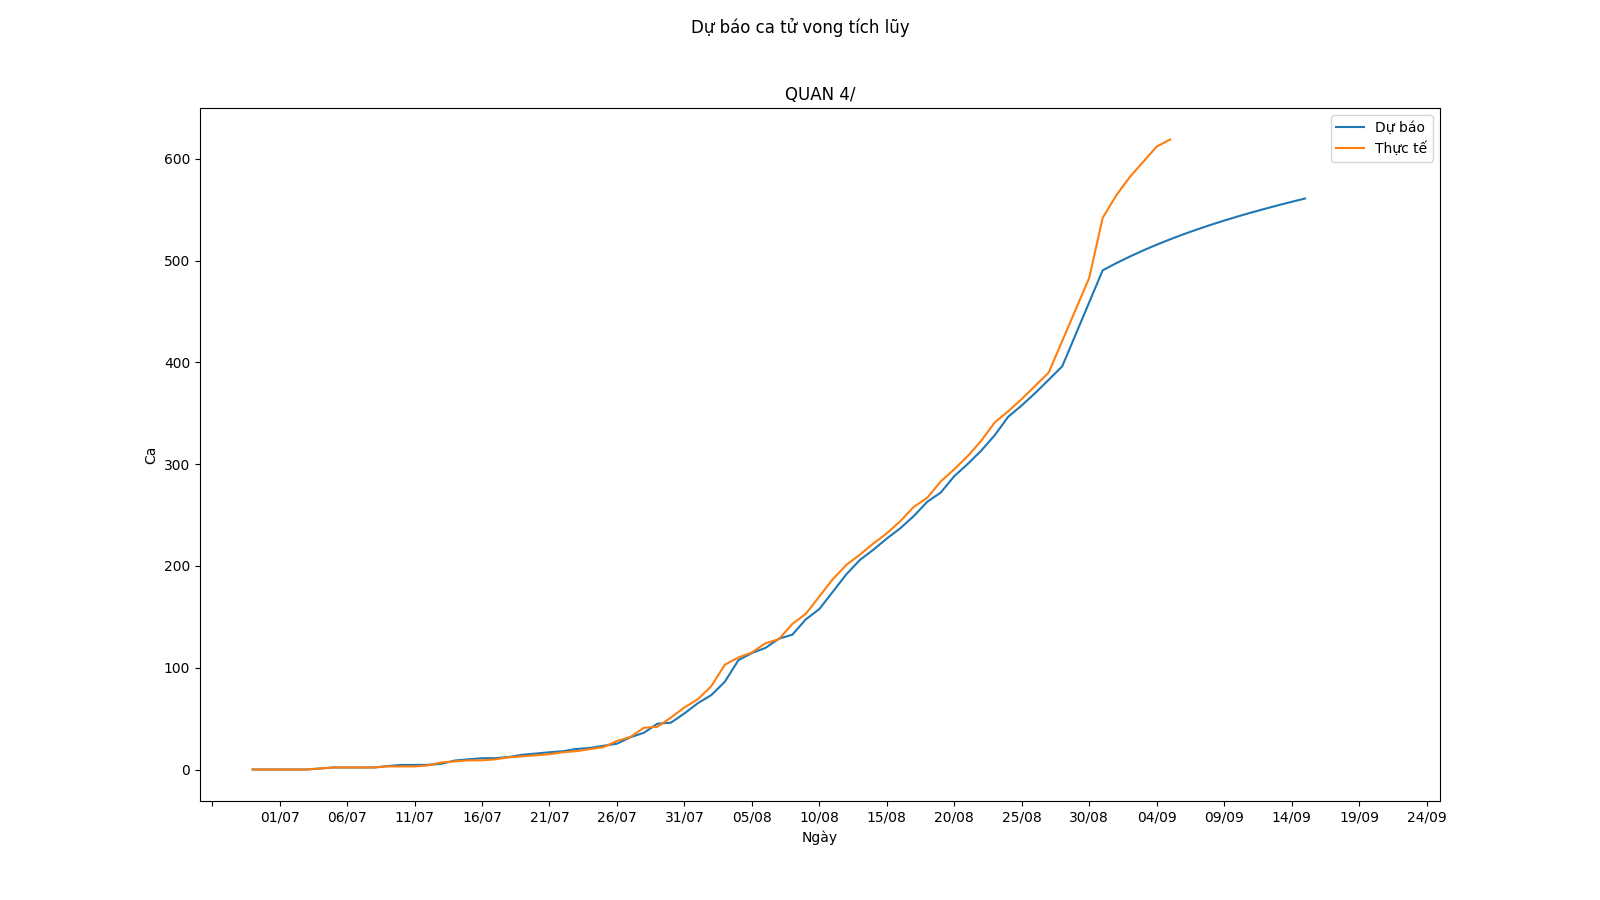 Dự báo ca tử vong tích lũy
QUAN 4/
Dự báo
Thực tế
600
500
400
300
200
100
0
Ca
01/07 06/07 11/07 16/07 21/07 26/07 31/07 05/08 10/08 15/08 20/08 25/08 30/08 04/09 09/09 14/09 19/09 24/09
Ngày